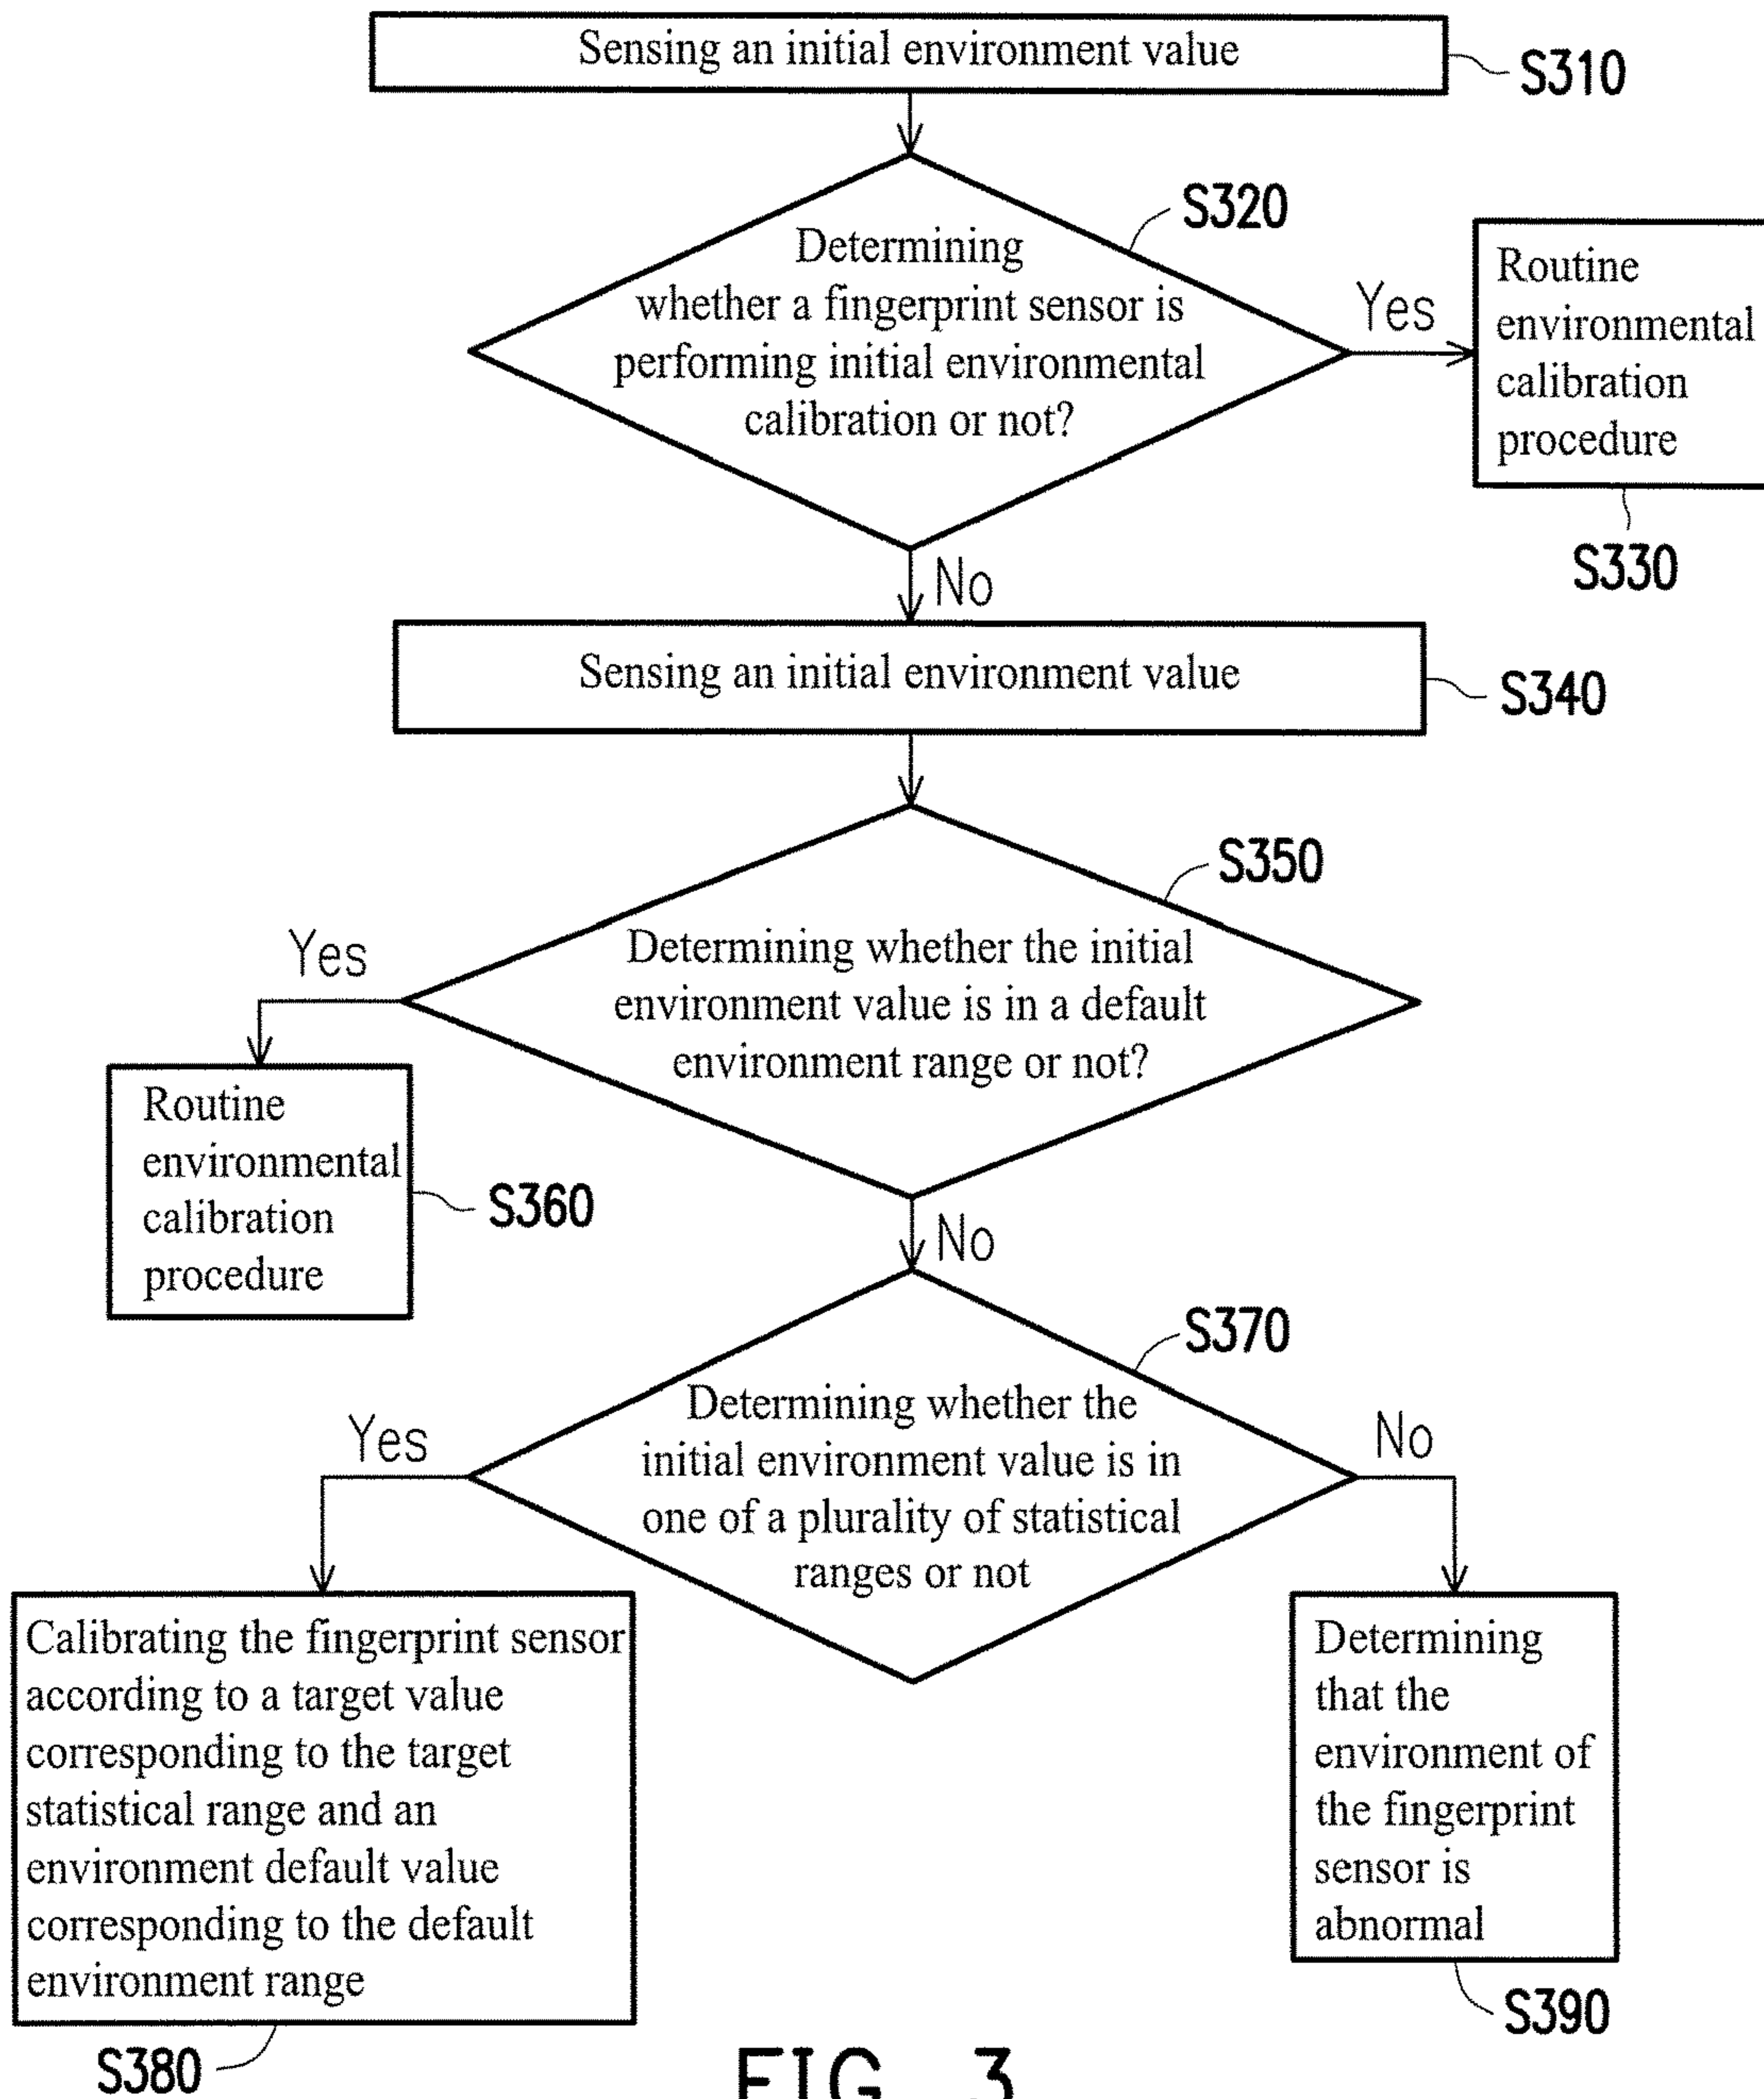 Sensing an initial environment value
S310
S320
Determining
whether a fingerprint sensor is
performing initial environmental
calibration or not?
Yes
Routine
environmental
calibration
procedure
S330
No
Sensing an initial environment value
S340
S350
Determining whether the initial
environment value is in a default
environment range or not?
Yes
Routine
environmental
calibration
procedure
S360
No
S370
Determining whether the
initial environment value is in
one of a plurality of statistical
ranges or not
Yes
No
Calibrating the fingerprint sensor
according to a target value
corresponding to the target
statistical range and an
environment default value
corresponding to the default
environment range
S380
Determining
that the
environment of
the fingerprint
sensor is
abnormal
S390
FIG. 3